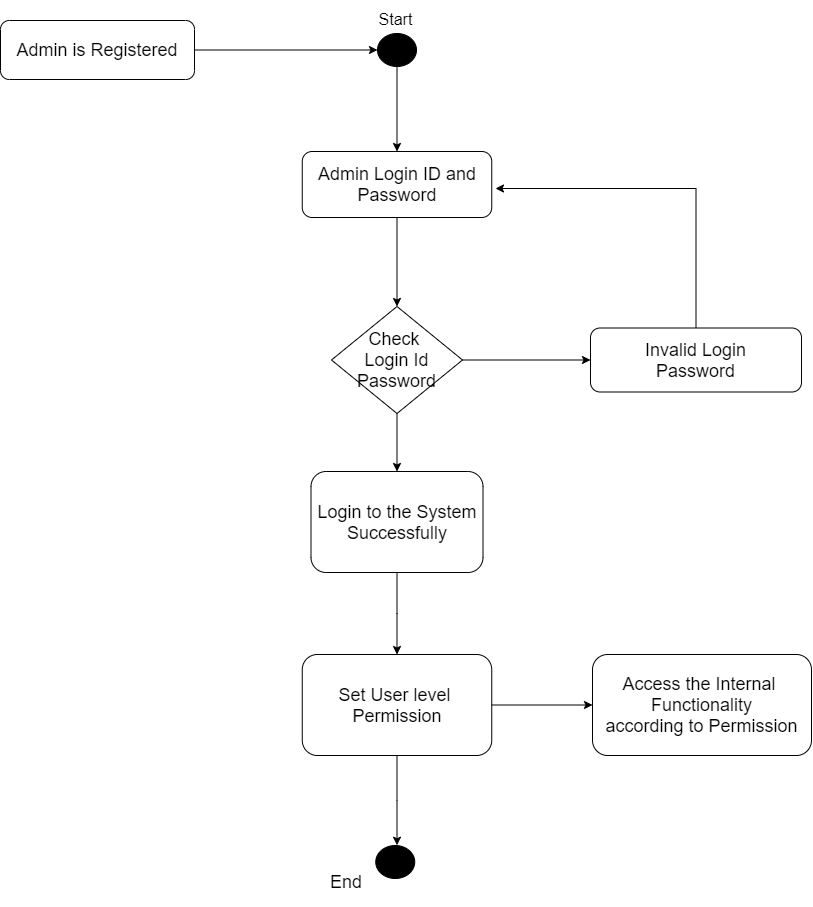 Start
Admin is Registered
Admin Login ID and
Password
Check
Login Id
Password
Invalid Login
Password
Login to the System
Successfully
Set User level
Permission
Access the Internal
Functionality
according to Permission
End